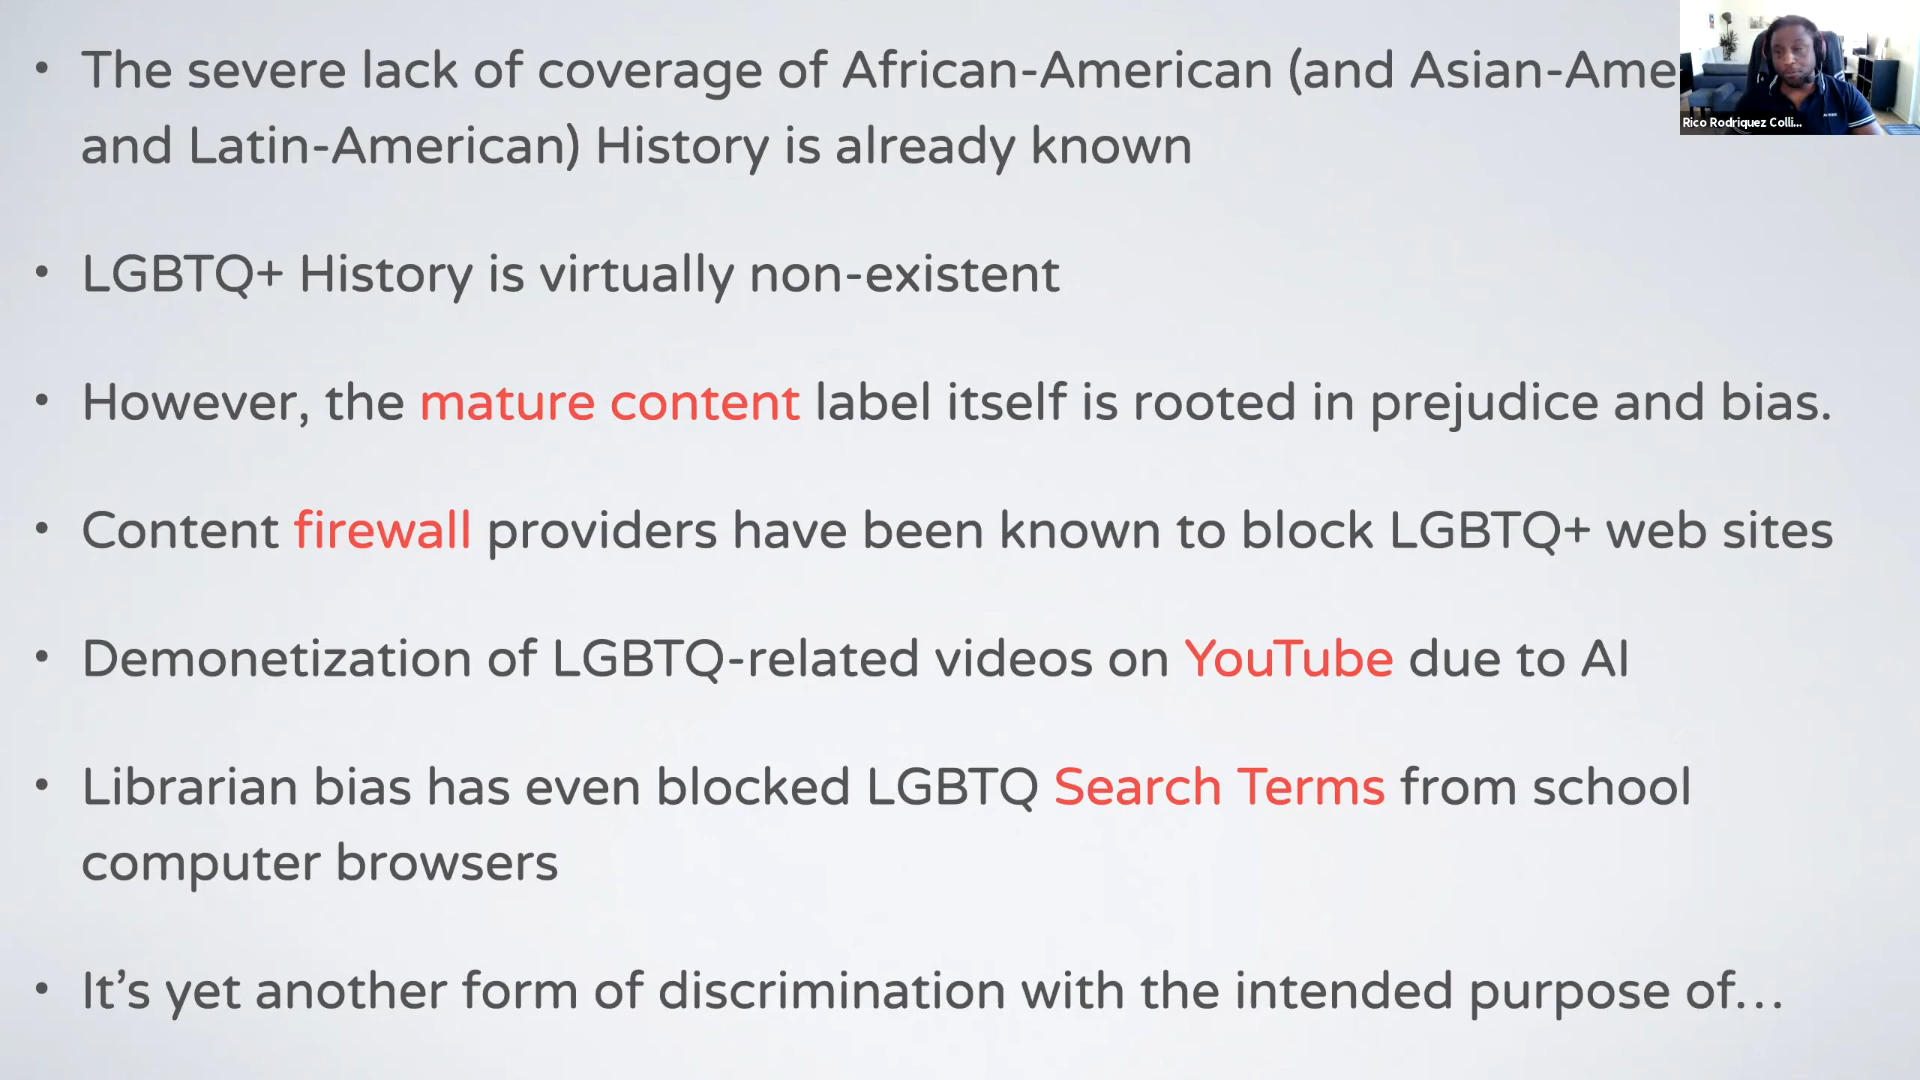 • The severe lack of coverage of African-American (and Asian-Ame
and Latin-American) History is already known
• LGBTQ+ History is virtually non-existent
• However, the mature content label itself is rooted in prejudice and bias.
• Content firewall providers have been known to block LGBTQ+ web sites
• Demonetization of LGBTQ-related videos on YouTube due to AI
• Librarian bias has even blocked LGBTQ Search Terms from school
computer browsers
• It’s yet another form of discrimination with the intended purpose of…
Rico Rodriquez Colli...